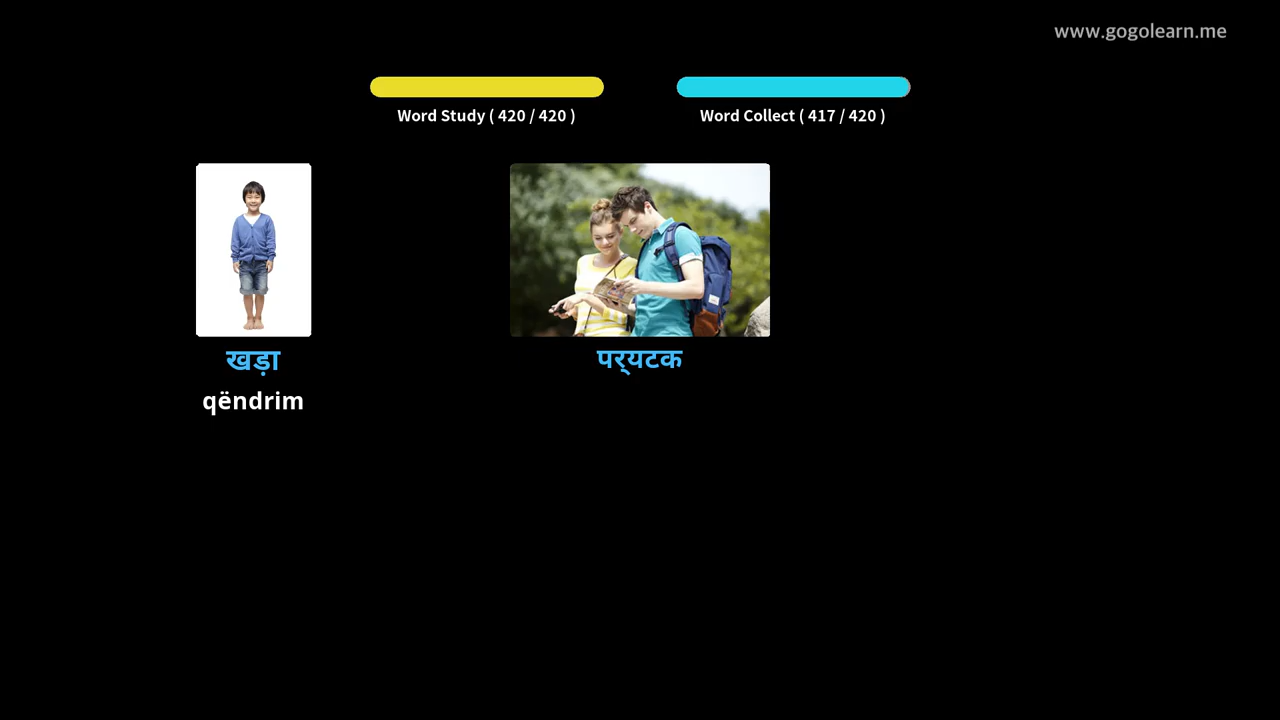 www.gogolearn.me
Word Study ( 420 / 420 )
Word Collect ( 417 / 420 )
खड़ा
पर्यटक
qëndrim